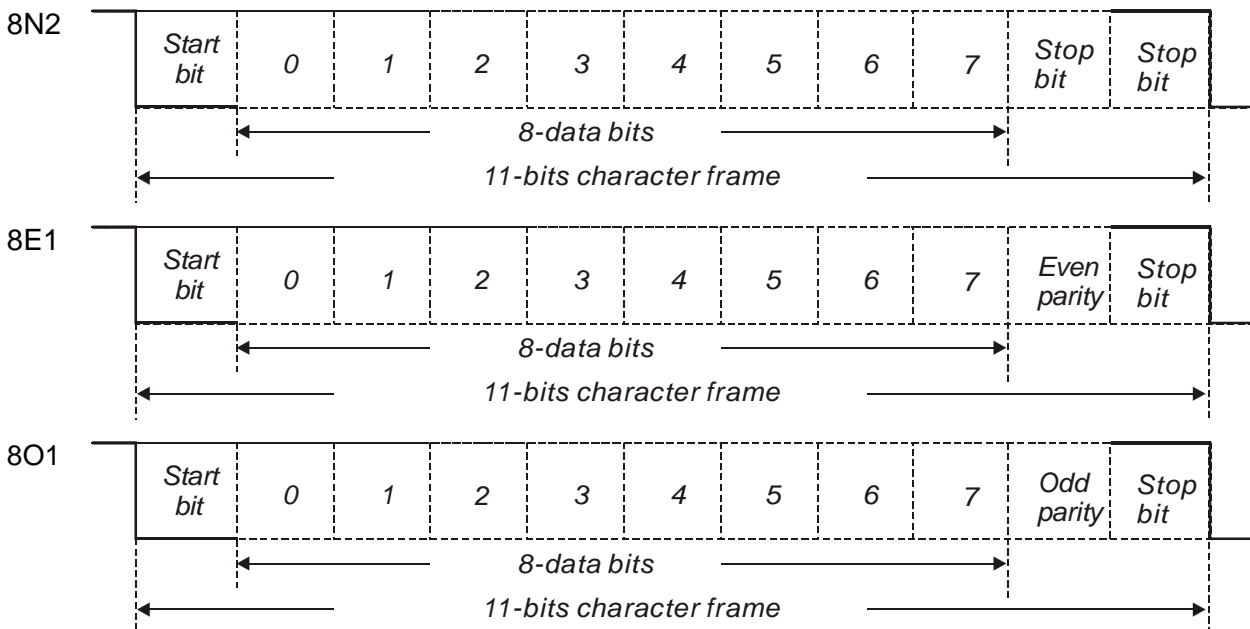 8N2
Start bit 0 1 2 3 4 5 6 7 Stop bit Stop bit
8-data bits
11-bits character frame
8E1
Start bit 0 1 2 3 4 5 6 7 Even parity Stop bit
8-data bits
11-bits character frame
8O1
Start bit 0 1 2 3 4 5 6 7 Odd parity Stop bit
8-data bits
11-bits character frame